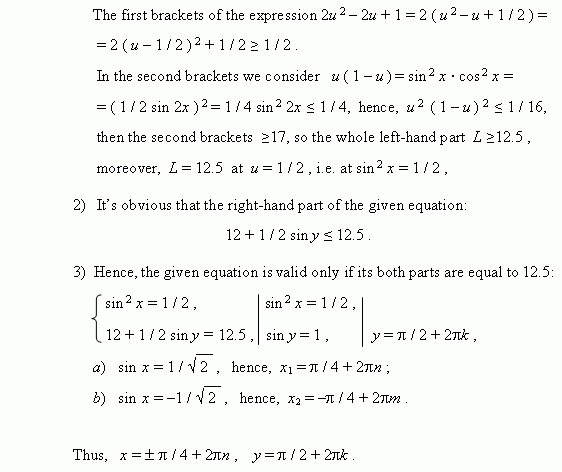 The first brackets of the expression 2u² – 2u + 1 = 2 ( u² – u + 1 / 2 ) =
= 2 ( u – 1 / 2 )² + 1 / 2 ≥ 1 / 2 .
In the second brackets we consider u ( 1 – u ) = sin² x · cos² x =
= ( 1 / 2 sin 2x )² = 1 / 4 sin² 2x ≤ 1 / 4, hence, u² ( 1 – u )² ≤ 1 / 16,
then the second brackets ≥17, so the whole left-hand part L ≥12.5 ,
moreover, L = 12.5 at u = 1 / 2 , i.e. at sin² x = 1 / 2 ,
2) It's obvious that the right-hand part of the given equation:
12 + 1 / 2 sin y ≤ 12.5 .
3) Hence, the given equation is valid only if its both parts are equal to 12.5:
{ sin² x = 1 / 2 , | sin² x = 1 / 2 , |
12 + 1 / 2 sin y = 12.5 , | sin y = 1 , | y = π / 2 + 2πk ,
a) sin x = 1 / √2 , hence, x₁ = π / 4 + 2πn ;
b) sin x = –1 / √2 , hence, x₂ = –π / 4 + 2πm .
Thus, x = ± π / 4 + 2πn , y = π / 2 + 2πk .